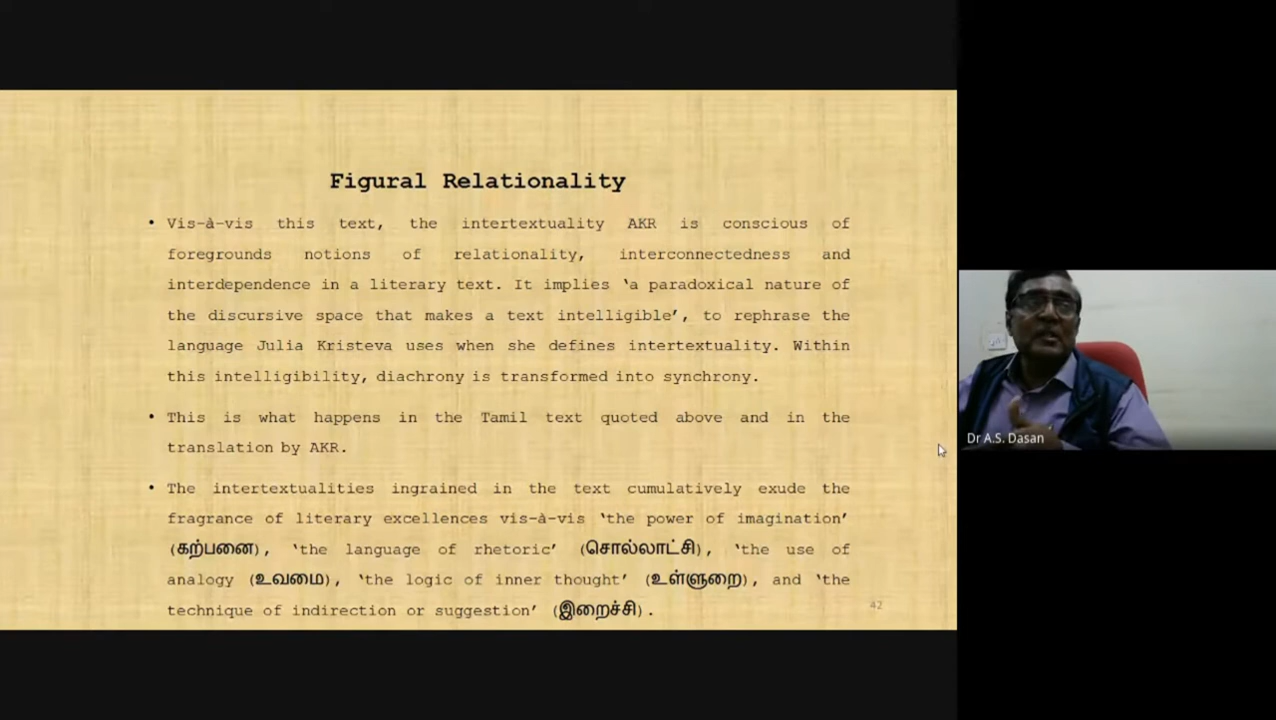 Figural Relationality
• Vis-à-vis this text, the intertextuality AKR is conscious of
foregrounds notions of relationality, interconnectedness and
interdependence in a literary text. It implies ‘a paradoxical nature of
the discursive space that makes a text intelligible’, to rephrase the
language Julia Kristeva uses when she defines intertextuality. Within
this intelligibility, diachrony is transformed into synchrony.
• This is what happens in the Tamil text quoted above and in the
translation by AKR.
• The intertextualities ingrained in the text cumulatively exude the
fragrance of literary excellences vis-à-vis ‘the power of imagination’
(கற்பனை), ‘the language of rhetoric’ (சொல்லாட்சி), ‘the use of
analogy (உவமை), ‘the logic of inner thought’ (உள்ளுறை), and ‘the
technique of indirection or suggestion’ (இறைச்சி).
42
Dr A.S. Dasan